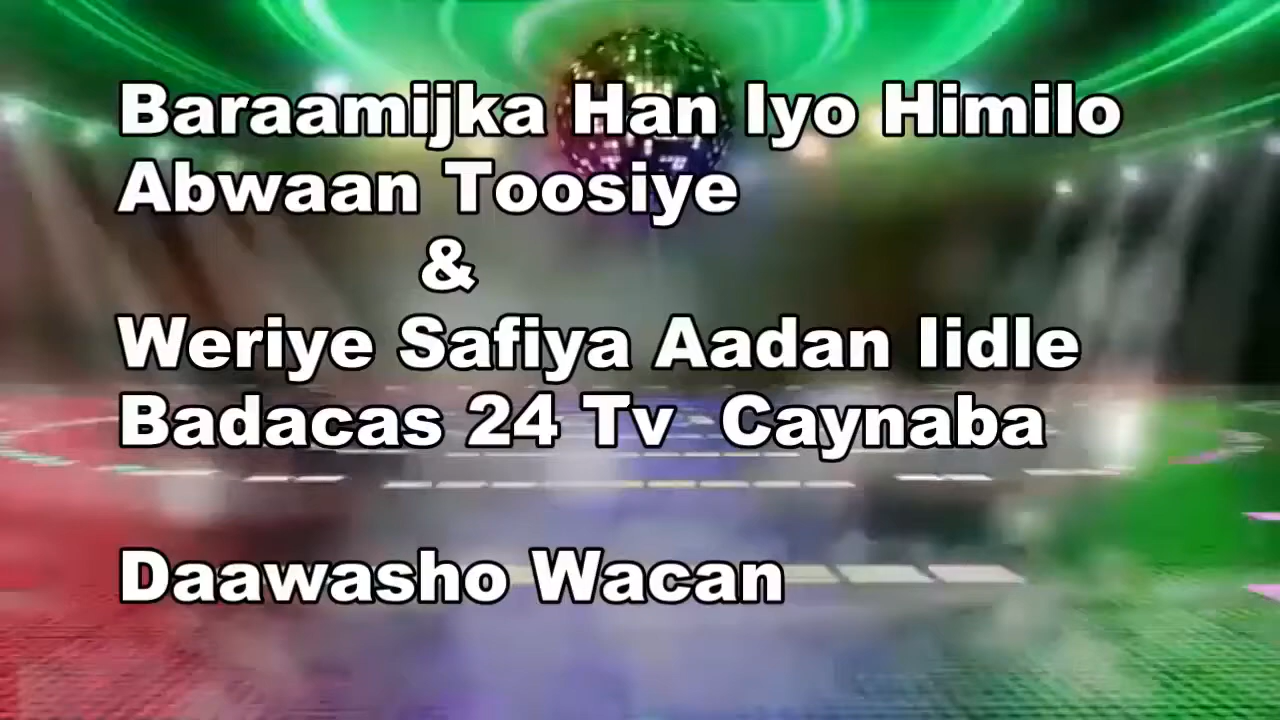 Baraamijka Han Iyo Himilo
Abwaan Toosiye
&
Weriye Safiya Aadan Iidle
Badacas 24 Tv Caynaba
Daawasho Wacan